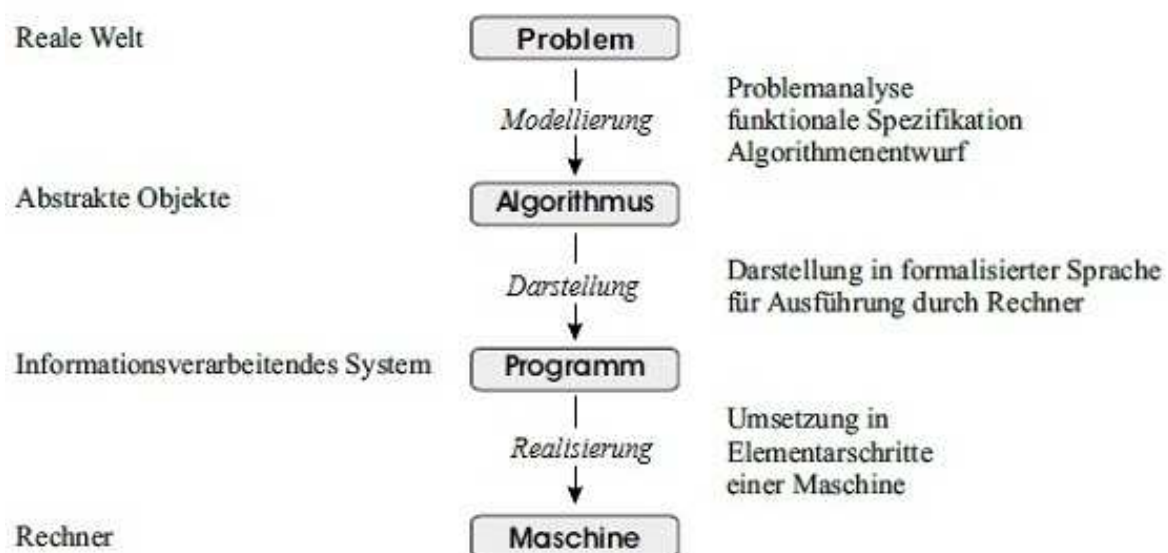 Reale Welt
Problem
Modellierung
Problemanalyse
funktionale Spezifikation
Algorithmenentwurf
Abstrakte Objekte
Algorithmus
Darstellung
Darstellung in formalisierter Sprache
für Ausführung durch Rechner
Informationsverarbeitendes System
Programm
Realisierung
Umsetzung in
Elementarschritte
einer Maschine
Rechner
Maschine